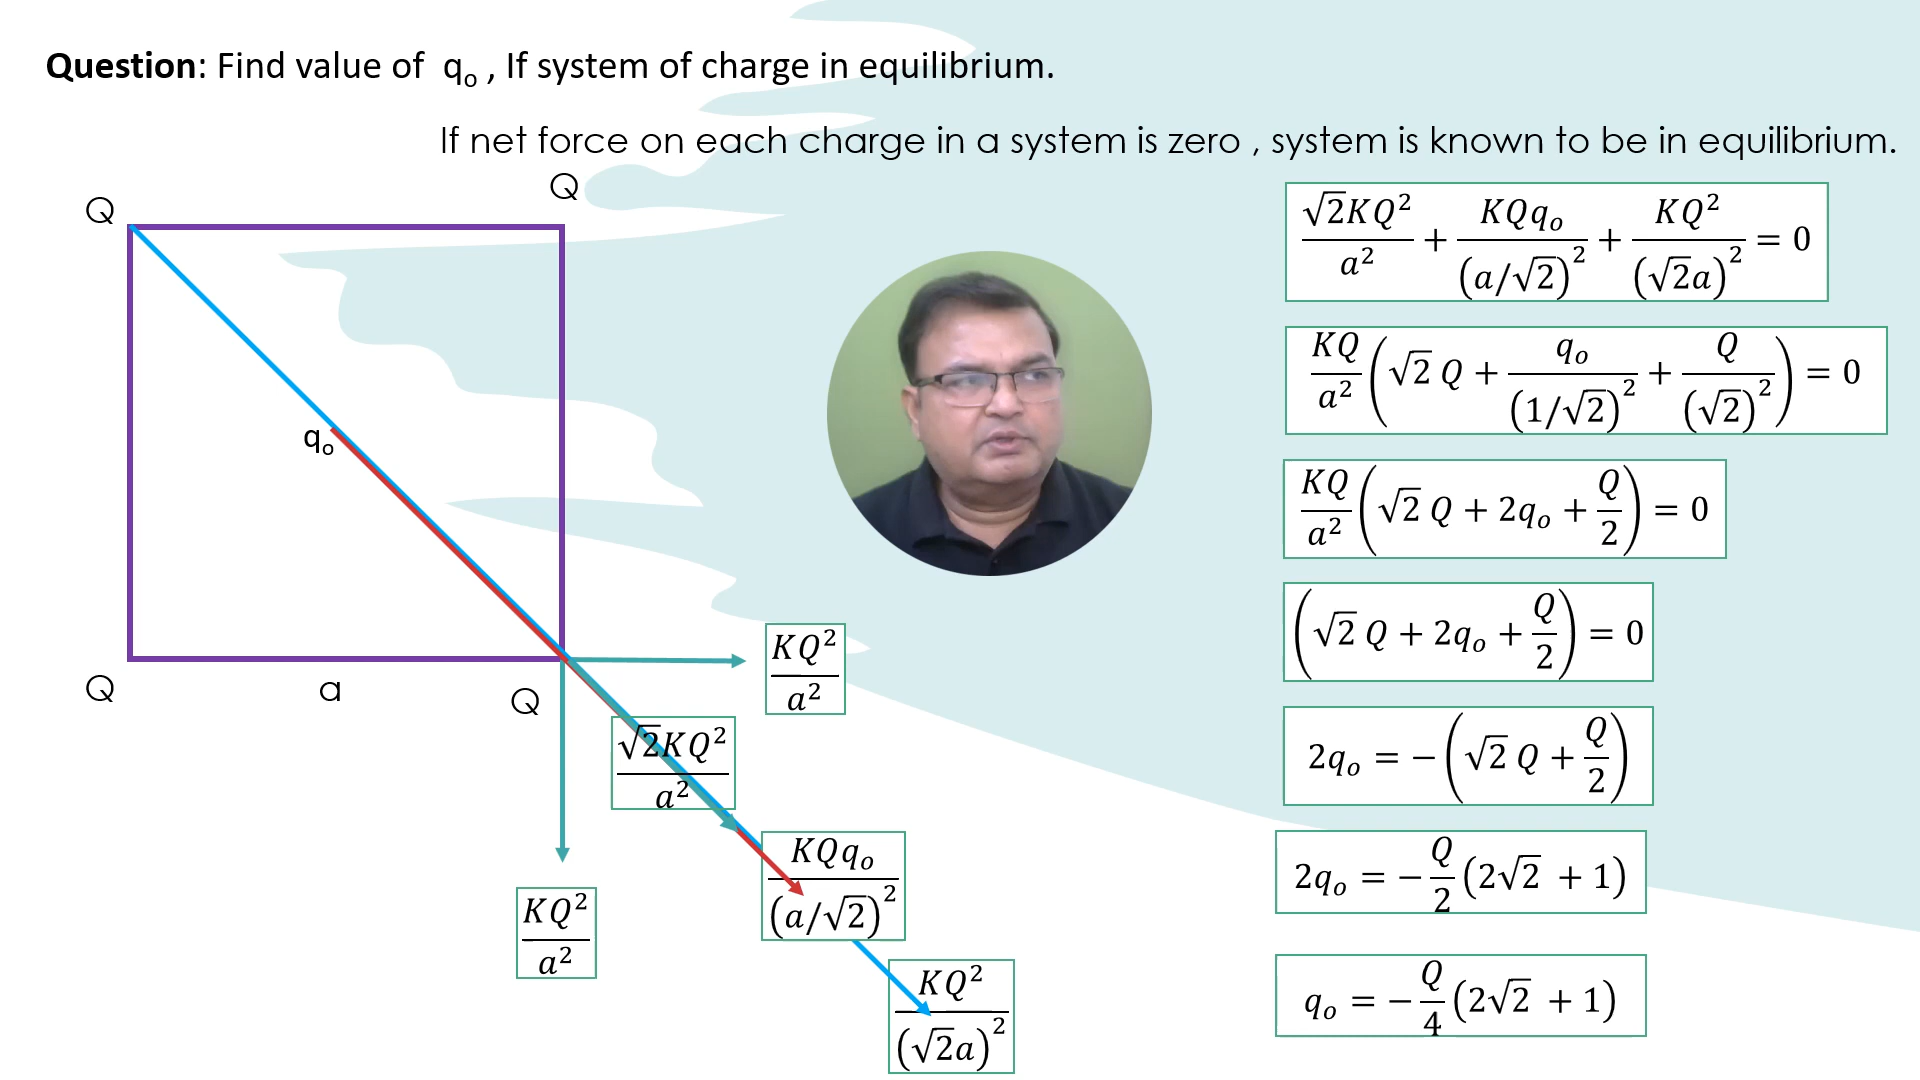 Question: Find value of qₒ , If system of charge in equilibrium.
If net force on each charge in a system is zero , system is known to be in equilibrium.
Q
Q
qₒ
Q
a
Q
KQ²/a²
√2KQ²/a²
KQqₒ/(a/√2)²
KQ²/a²
KQ²/(√2a)²
√2KQ²/a² + KQqₒ/(a/√2)² + KQ²/(√2a)² = 0
KQ/a² (√2 Q + qₒ/(1/√2)² + Q/(√2)²) = 0
KQ/a² (√2 Q + 2qₒ + Q/2) = 0
(√2 Q + 2qₒ + Q/2) = 0
2qₒ = −(√2 Q + Q/2)
2qₒ = −Q/2 (2√2 + 1)
qₒ = −Q/4 (2√2 + 1)